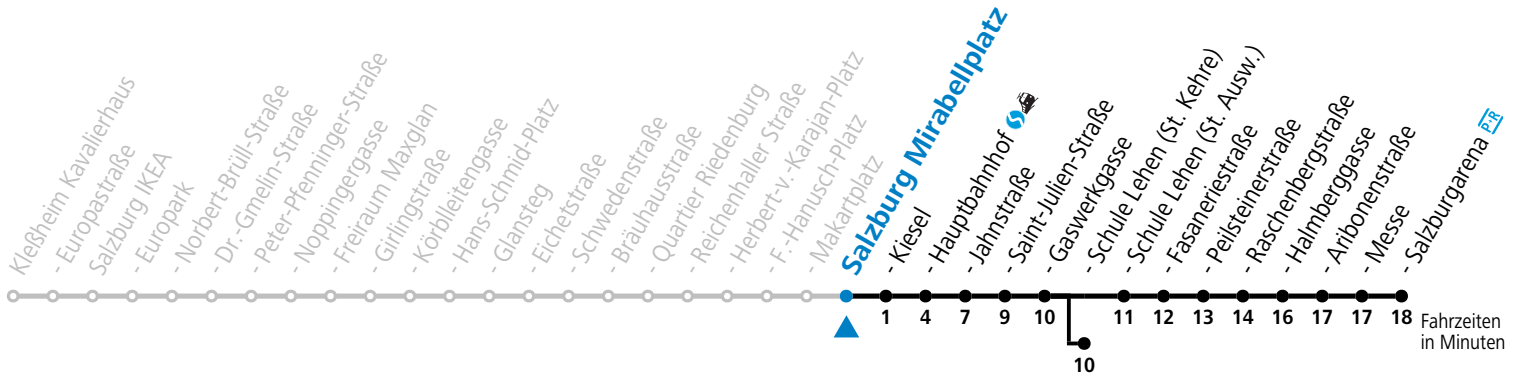 Kleßheim Kavalierhaus
- Europastraße
Salzburg IKEA
- Europark
- Norbert-Brüll-Straße
- Dr.-Gmelin-Straße
- Peter-Pfenninger-Straße
- Noppingergasse
- Freiraum Maxglan
- Girlingstraße
- Körblleitengasse
- Hans-Schmid-Platz
- Glansteg
- Eichetstraße
- Schwedenstraße
- Bräuhausstraße
- Quartier Riedenburg
- Reichenhaller Straße
- Herbert-v.-Karajan-Platz
- F.-Hanusch-Platz
- Makartplatz
Salzburg Mirabellplatz
- Kiesel
- Hauptbahnhof
- Jahnstraße
- Saint-Julien-Straße
- Gaswerkgasse
- Schule Lehen (St. Kehre)
- Schule Lehen (St. Ausw.)
- Fasaneriestraße
- Peilsteinerstraße
- Raschenbergstraße
- Halmberggasse
- Aribonenstraße
- Messe
- Salzburgarena P+R
1 4 7 9 10 11 12 13 14 16 17 17 18 Fahrzeiten
in Minuten
10